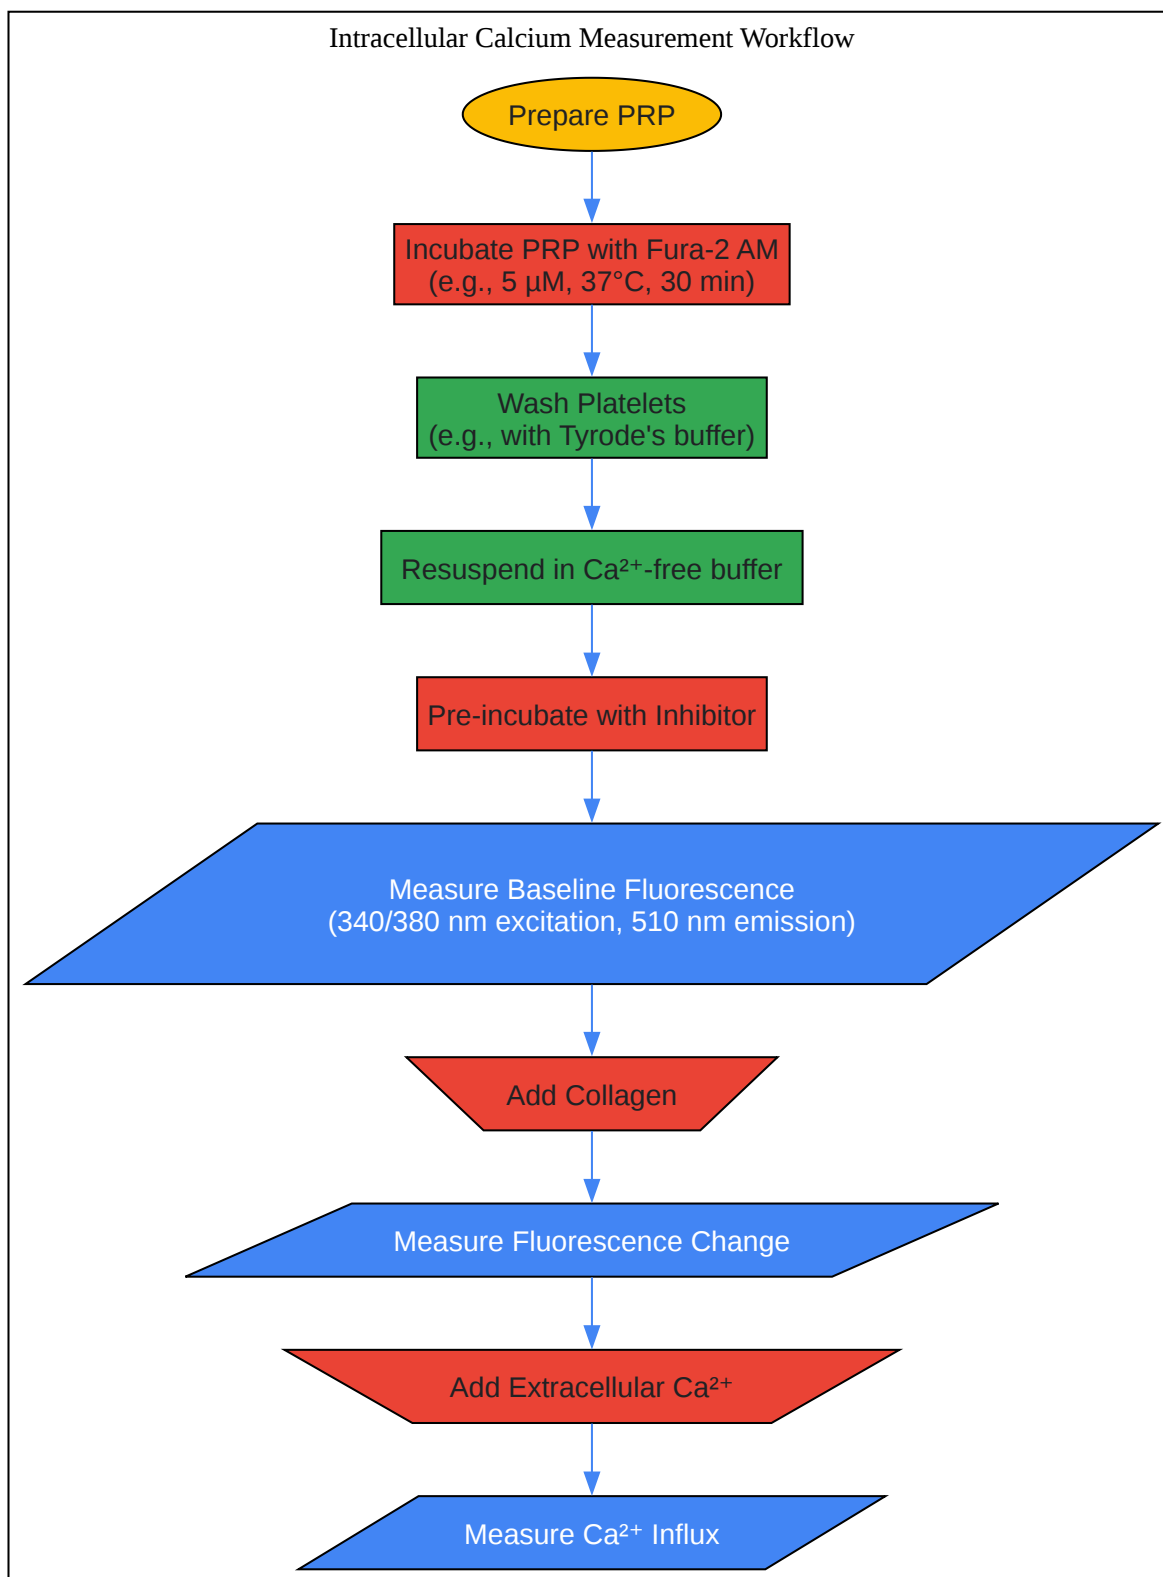 Intracellular Calcium Measurement Workflow
Prepare PRP
Incubate PRP with Fura-2 AM
(e.g., 5 µM, 37°C, 30 min)
Wash Platelets
(e.g., with Tyrode's buffer)
Resuspend in Ca²⁺-free buffer
Pre-incubate with Inhibitor
Measure Baseline Fluorescence
(340/380 nm excitation, 510 nm emission)
Add Collagen
Measure Fluorescence Change
Add Extracellular Ca²⁺
Measure Ca²⁺ Influx